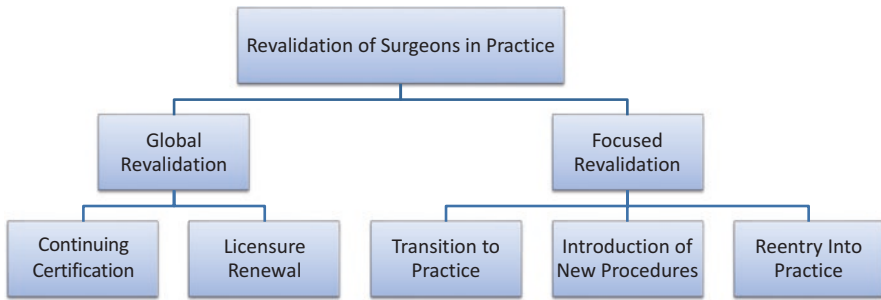 Revalidation of Surgeons in Practice
Global
Revalidation
Focused
Revalidation
Continuing
Certification
Licensure
Renewal
Transition to
Practice
Introduction of
New Procedures
Reentry Into
Practice